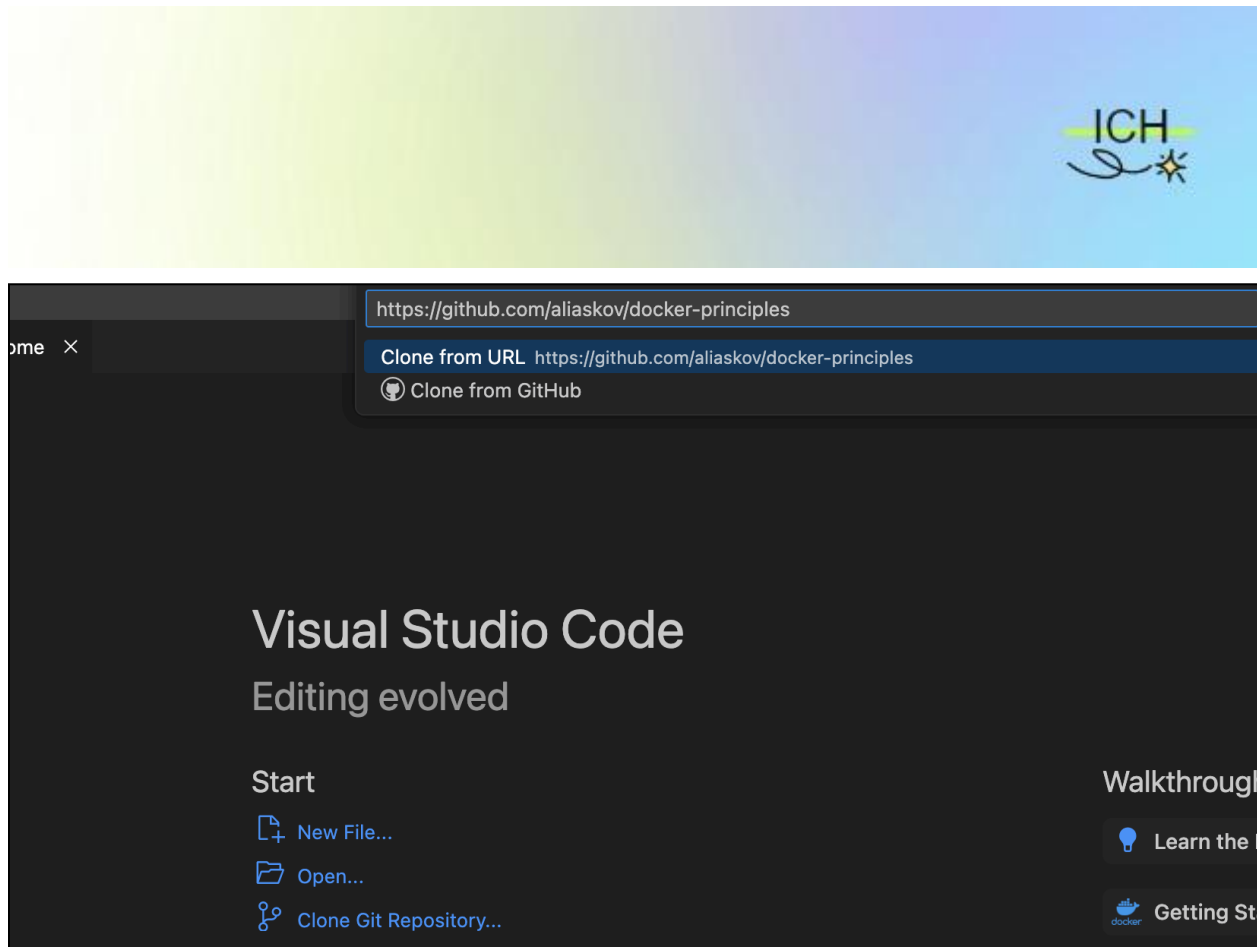 ICH
https://github.com/aliaskov/docker-principles
ome
Clone from URL https://github.com/aliaskov/docker-principles
Clone from GitHub
Visual Studio Code
Editing evolved
Start
Walkthrough
New File...
Learn the
Open...
docker Getting St
Clone Git Repository...